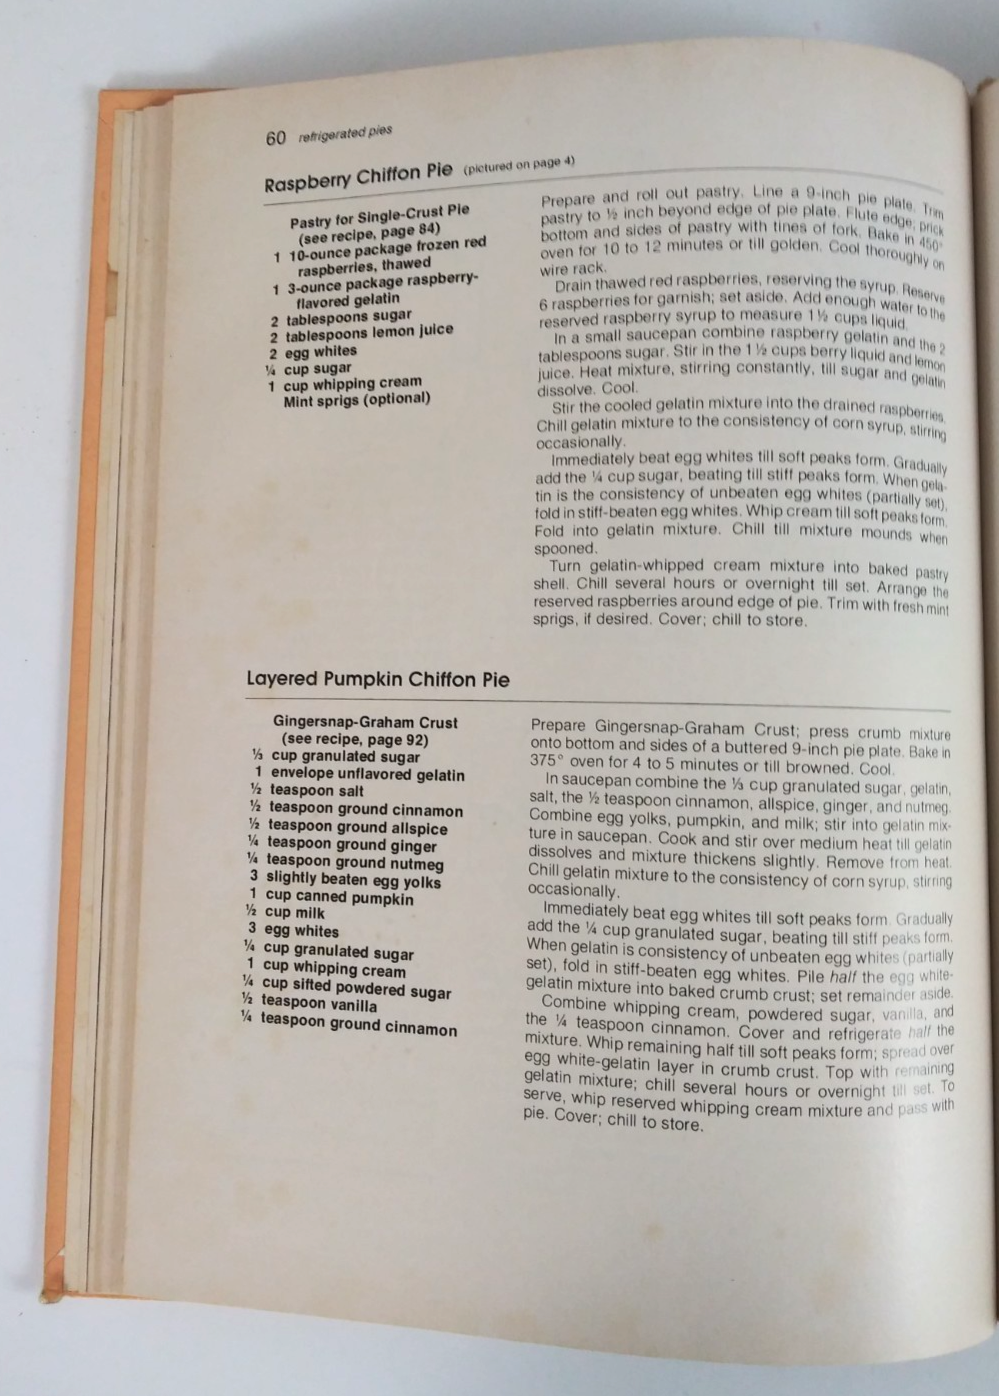 60 refrigerated pies
Raspberry Chiffon Pie (pictured on page 4)
Pastry for Single-Crust Pie
(see recipe, page 84)
1 10-ounce package frozen red
raspberries, thawed
1 3-ounce package raspberry-
flavored gelatin
2 tablespoons sugar
2 tablespoons lemon juice
2 egg whites
¼ cup sugar
1 cup whipping cream
Mint sprigs (optional)
Prepare and roll out pastry. Line a 9-inch pie plate. Trim
pastry to ½ inch beyond edge of pie plate. Flute edge; prick
bottom and sides of pastry with tines of fork. Bake in 450°
oven for 10 to 12 minutes or till golden. Cool thoroughly on
wire rack.
Drain thawed red raspberries, reserving the syrup. Reserve
6 raspberries for garnish; set aside. Add enough water to the
reserved raspberry syrup to measure 1½ cups liquid.
In a small saucepan combine raspberry gelatin and the 2
tablespoons sugar. Stir in the 1½ cups berry liquid and lemon
juice. Heat mixture, stirring constantly, till sugar and gelatin
dissolve. Cool.
Stir the cooled gelatin mixture into the drained raspberries.
Chill gelatin mixture to the consistency of corn syrup, stirring
occasionally.
Immediately beat egg whites till soft peaks form. Gradually
add the ¼ cup sugar, beating till stiff peaks form. When gela-
tin is the consistency of unbeaten egg whites (partially set),
fold in stiff-beaten egg whites. Whip cream till soft peaks form.
Fold into gelatin mixture. Chill till mixture mounds when
spooned.
Turn gelatin-whipped cream mixture into baked pastry
shell. Chill several hours or overnight till set. Arrange the
reserved raspberries around edge of pie. Trim with fresh mint
sprigs, if desired. Cover; chill to store.
Layered Pumpkin Chiffon Pie
Gingersnap-Graham Crust
(see recipe, page 92)
⅓ cup granulated sugar
1 envelope unflavored gelatin
½ teaspoon salt
½ teaspoon ground cinnamon
½ teaspoon ground allspice
¼ teaspoon ground ginger
¼ teaspoon ground nutmeg
3 slightly beaten egg yolks
1 cup canned pumpkin
½ cup milk
3 egg whites
¼ cup granulated sugar
1 cup whipping cream
¼ cup sifted powdered sugar
½ teaspoon vanilla
¼ teaspoon ground cinnamon
Prepare Gingersnap-Graham Crust; press crumb mixture
onto bottom and sides of a buttered 9-inch pie plate. Bake in
375° oven for 4 to 5 minutes or till browned. Cool.
In saucepan combine the ⅓ cup granulated sugar, gelatin,
salt, the ½ teaspoon cinnamon, allspice, ginger, and nutmeg.
Combine egg yolks, pumpkin, and milk; stir into gelatin mix-
ture in saucepan. Cook and stir over medium heat till gelatin
dissolves and mixture thickens slightly. Remove from heat.
Chill gelatin mixture to the consistency of corn syrup, stirring
occasionally.
Immediately beat egg whites till soft peaks form. Gradually
add the ¼ cup granulated sugar, beating till stiff peaks form.
When gelatin is consistency of unbeaten egg whites (partially
set), fold in stiff-beaten egg whites. Pile half the egg white-
gelatin mixture into baked crumb crust; set remainder aside.
Combine whipping cream, powdered sugar, vanilla, and
the ¼ teaspoon cinnamon. Cover and refrigerate half the
mixture. Whip remaining half till soft peaks form; spread over
egg white-gelatin layer in crumb crust. Top with remaining
gelatin mixture; chill several hours or overnight till set. To
serve, whip reserved whipping cream mixture and pass with
pie. Cover; chill to store.